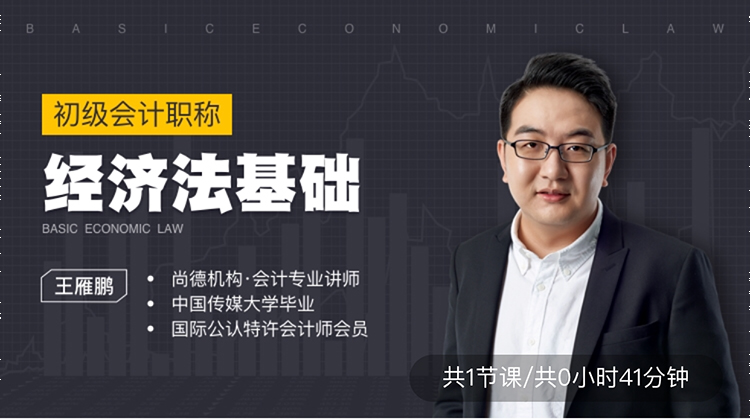 BASIC ECONOMIC LAW
初级会计职称
经济法基础
BASIC ECONOMIC LAW
王雁鹏
• 尚德机构·会计专业讲师
• 中国传媒大学毕业
• 国际公认特许会计师会员
共1节课/共0小时41分钟